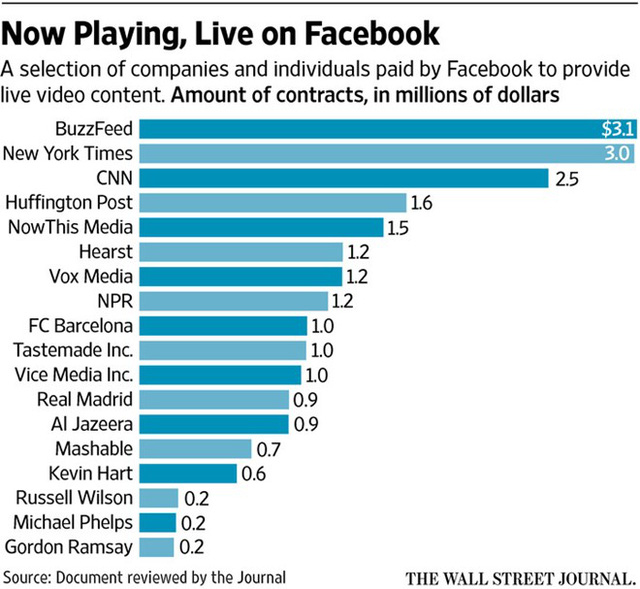 Now Playing, Live on Facebook
A selection of companies and individuals paid by Facebook to provide
live video content. Amount of contracts, in millions of dollars
BuzzFeed $3.1
New York Times 3.0
CNN 2.5
Huffington Post 1.6
NowThis Media 1.5
Hearst 1.2
Vox Media 1.2
NPR 1.2
FC Barcelona 1.0
Tastemade Inc. 1.0
Vice Media Inc. 1.0
Real Madrid 0.9
Al Jazeera 0.9
Mashable 0.7
Kevin Hart 0.6
Russell Wilson 0.2
Michael Phelps 0.2
Gordon Ramsay 0.2
Source: Document reviewed by the Journal THE WALL STREET JOURNAL.